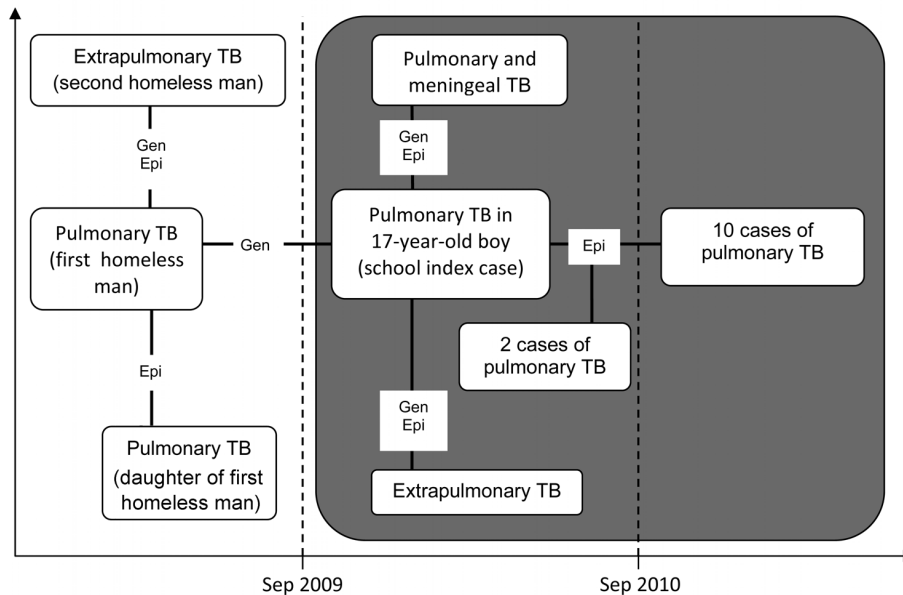 Extrapulmonary TB
(second homeless man)
Gen
Epi
Pulmonary TB
(first homeless
man)
Gen
Epi
Pulmonary TB
(daughter of first
homeless man)
Pulmonary and
meningeal TB
Gen
Epi
Pulmonary TB in
17-year-old boy
(school index case)
Epi
10 cases of
pulmonary TB
2 cases of
pulmonary TB
Gen
Epi
Extrapulmonary TB
Sep 2009
Sep 2010